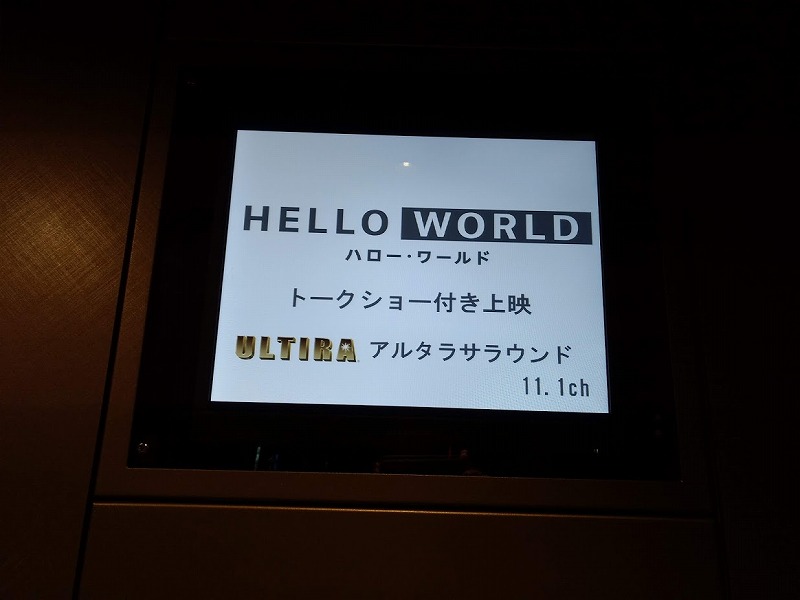 HELLO WORLD
ハロー・ワールド
トークショー付き上映
ULTIRA アルタラサラウンド
11.1ch